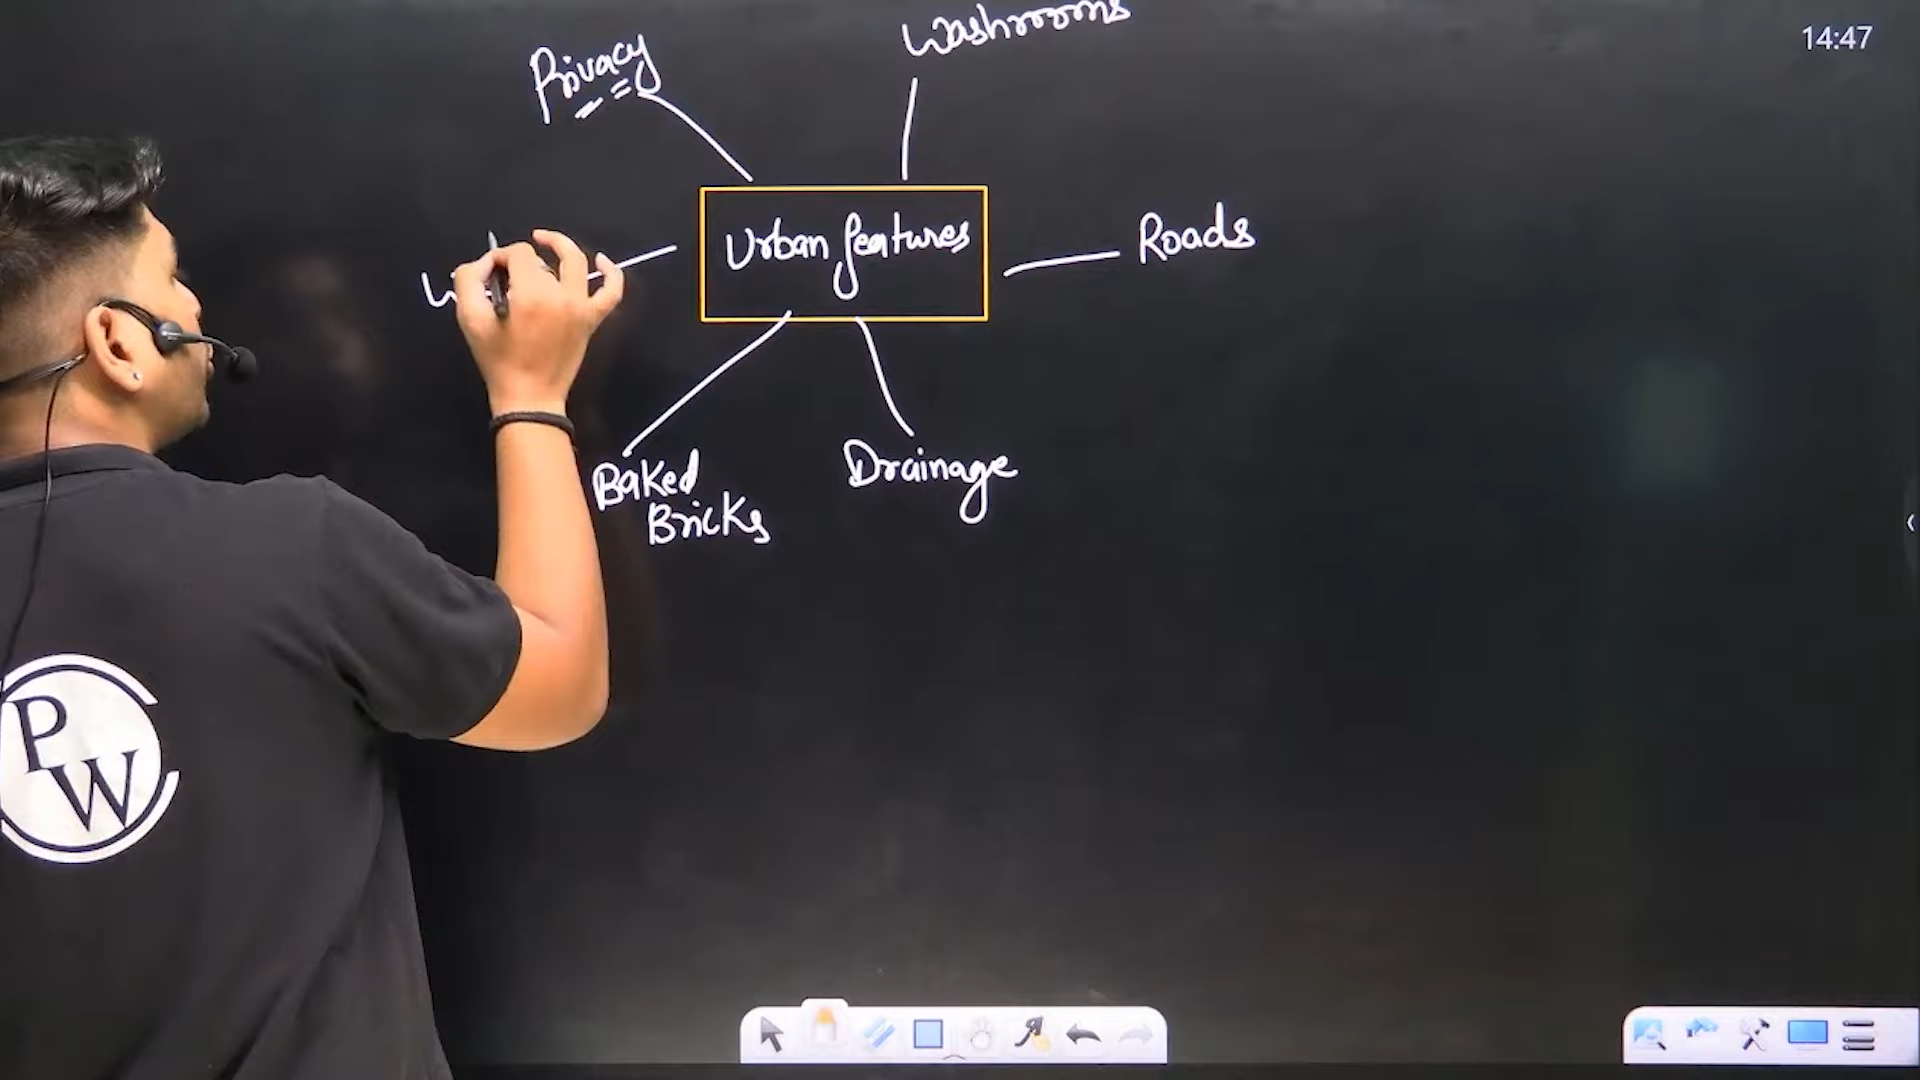 Washrooms
14:47
Privacy
Urban features
Roads
Baked
Bricks
Drainage
PW